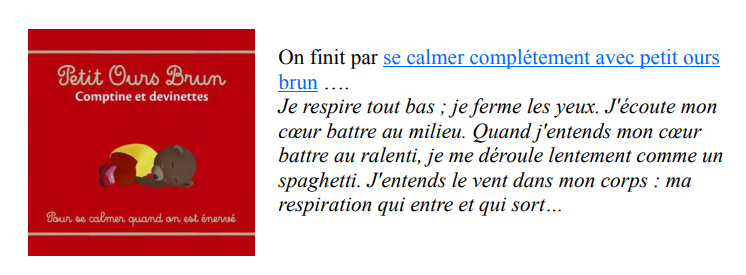 Petit Ours Brun
Comptine et devinettes
Pour se calmer quand on est énervé
On finit par se calmer complétement avec petit ours
brun ….
Je respire tout bas ; je ferme les yeux. J'écoute mon
cœur battre au milieu. Quand j'entends mon cœur
battre au ralenti, je me déroule lentement comme un
spaghetti. J'entends le vent dans mon corps : ma
respiration qui entre et qui sort…